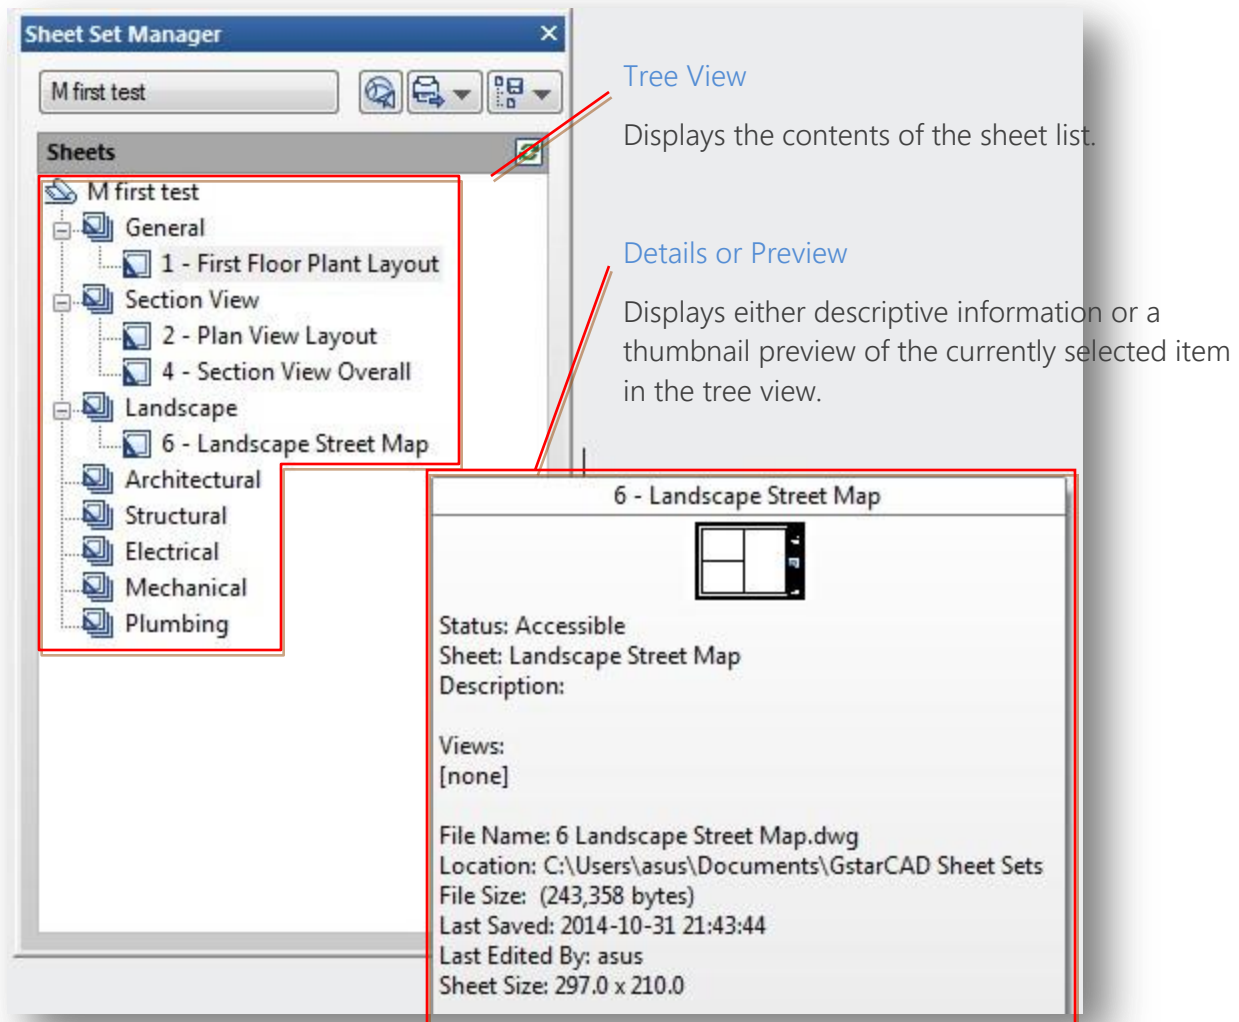 Sheet Set Manager
M first test
Sheets
M first test
General
1 - First Floor Plant Layout
Section View
2 - Plan View Layout
4 - Section View Overall
Landscape
6 - Landscape Street Map
Architectural
Structural
Electrical
Mechanical
Plumbing
Tree View
Displays the contents of the sheet list.
Details or Preview
Displays either descriptive information or a
thumbnail preview of the currently selected item
in the tree view.
6 - Landscape Street Map
Status: Accessible
Sheet: Landscape Street Map
Description:
Views:
[none]
File Name: 6 Landscape Street Map.dwg
Location: C:\Users\asus\Documents\GstarCAD Sheet Sets
File Size:  (243,358 bytes)
Last Saved: 2014-10-31 21:43:44
Last Edited By: asus
Sheet Size: 297.0 x 210.0